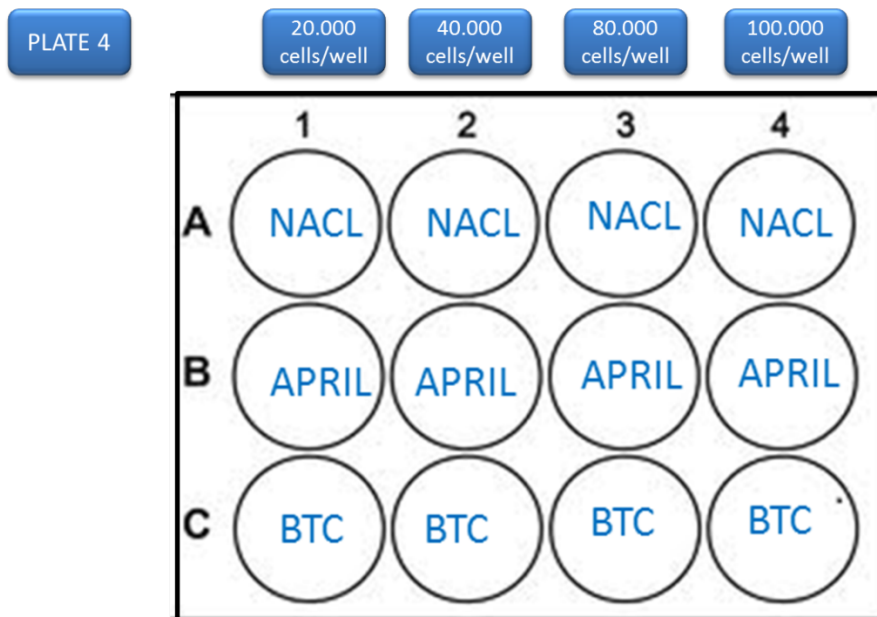 PLATE 4
20.000
cells/well
40.000
cells/well
80.000
cells/well
100.000
cells/well
1 2 3 4
A NACL NACL NACL NACL
B APRIL APRIL APRIL APRIL
C BTC BTC BTC BTC